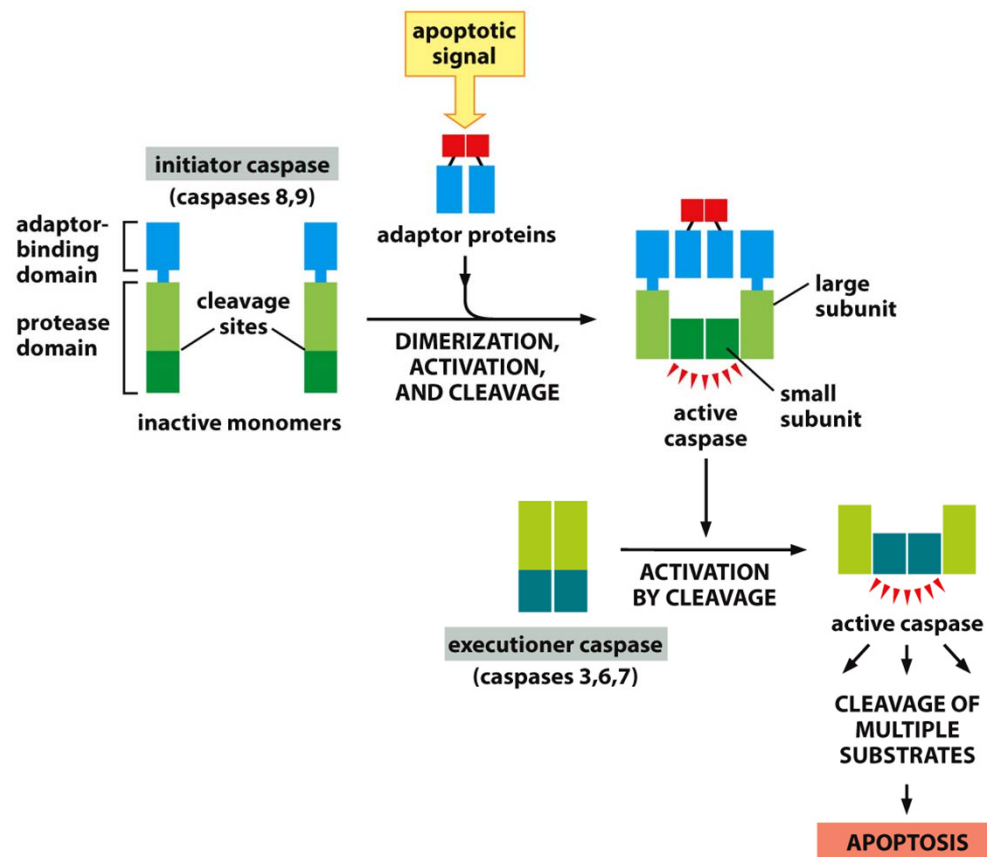 apoptotic
signal
initiator caspase
(caspases 8,9)
adaptor-
binding
domain
protease
domain
cleavage
sites
inactive monomers
adaptor proteins
DIMERIZATION,
ACTIVATION,
AND CLEAVAGE
large
subunit
small
subunit
active
caspase
executioner caspase
(caspases 3,6,7)
ACTIVATION
BY CLEAVAGE
active caspase
CLEAVAGE OF
MULTIPLE
SUBSTRATES
APOPTOSIS